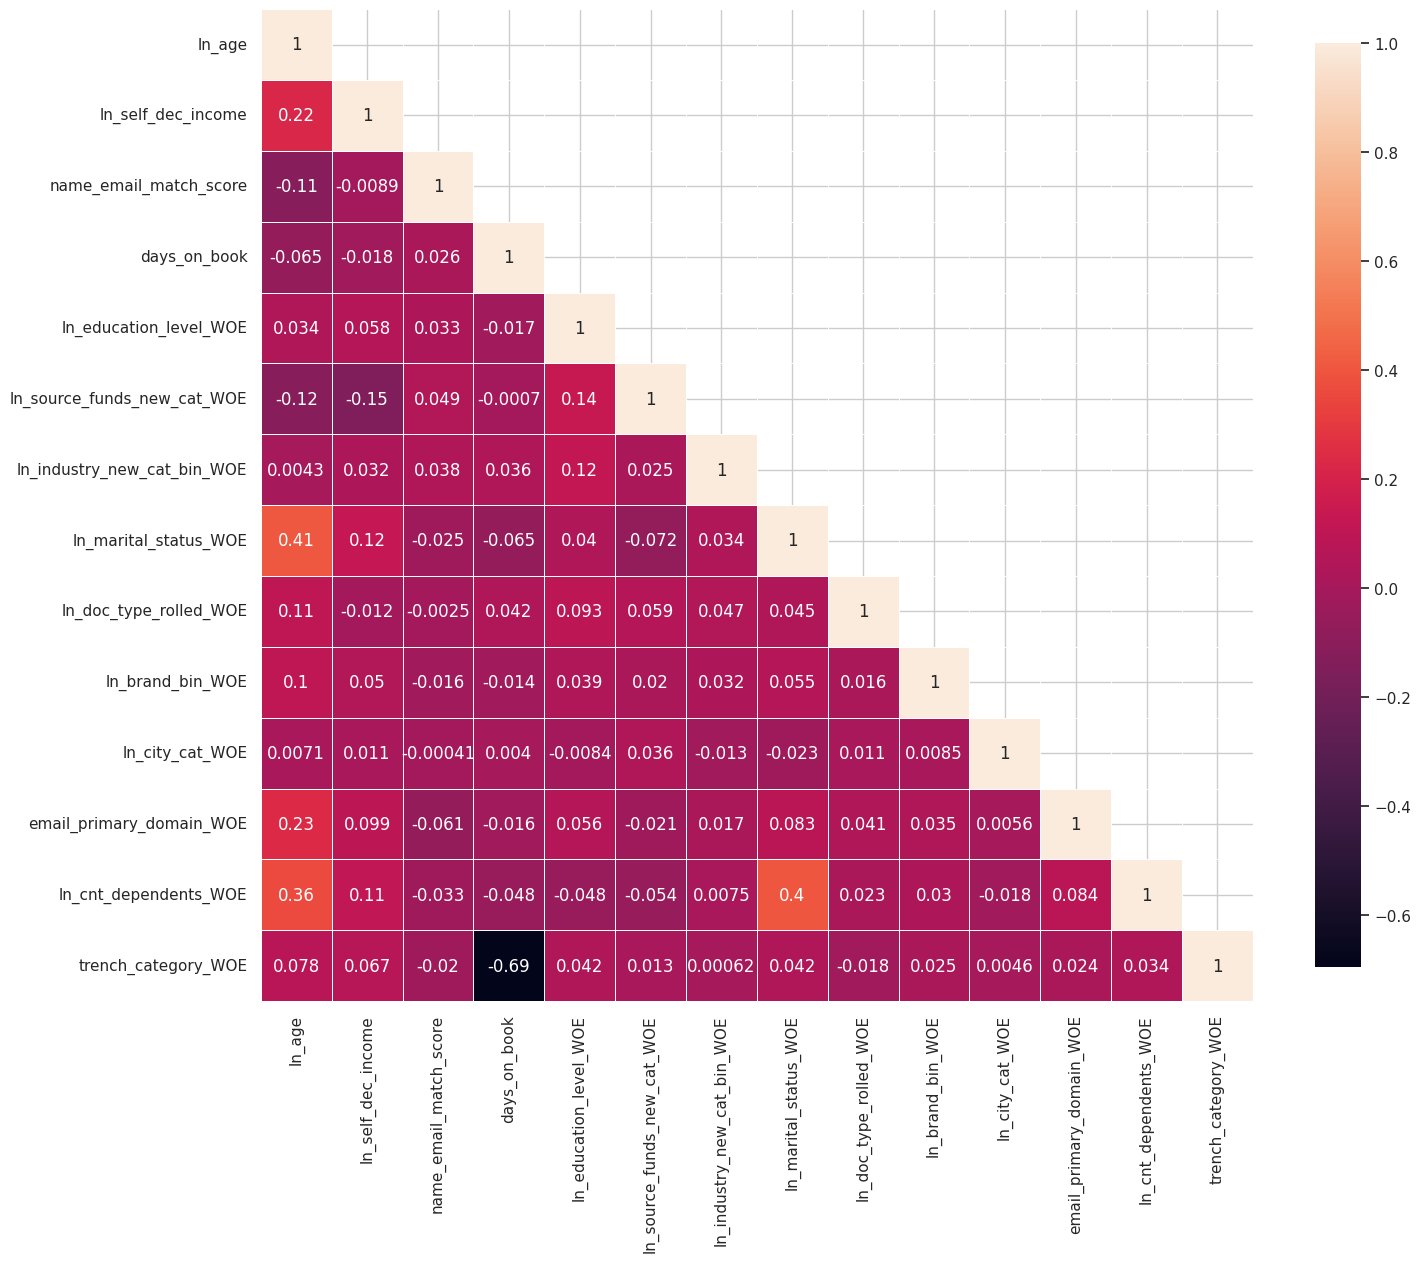 ln_age 1
ln_self_dec_income 0.22 1
name_email_match_score -0.11 -0.0089 1
days_on_book -0.065 -0.018 0.026 1
ln_education_level_WOE 0.034 0.058 0.033 -0.017 1
ln_source_funds_new_cat_WOE -0.12 -0.15 0.049 -0.0007 0.14 1
ln_industry_new_cat_bin_WOE 0.0043 0.032 0.038 0.036 0.12 0.025 1
ln_marital_status_WOE 0.41 0.12 -0.025 -0.065 0.04 -0.072 0.034 1
ln_doc_type_rolled_WOE 0.11 -0.012 -0.0025 0.042 0.093 0.059 0.047 0.045 1
ln_brand_bin_WOE 0.1 0.05 -0.016 -0.014 0.039 0.02 0.032 0.055 0.016 1
ln_city_cat_WOE 0.0071 0.011 -0.00041 0.004 -0.0084 0.036 -0.013 -0.023 0.011 0.0085 1
email_primary_domain_WOE 0.23 0.099 -0.061 -0.016 0.056 -0.021 0.017 0.083 0.041 0.035 0.0056 1
ln_cnt_dependents_WOE 0.36 0.11 -0.033 -0.048 -0.048 -0.054 0.0075 0.4 0.023 0.03 -0.018 0.084 1
trench_category_WOE 0.078 0.067 -0.02 -0.69 0.042 0.013 0.00062 0.042 -0.018 0.025 0.0046 0.024 0.034 1
ln_age
ln_self_dec_income
name_email_match_score
days_on_book
ln_education_level_WOE
ln_source_funds_new_cat_WOE
ln_industry_new_cat_bin_WOE
ln_marital_status_WOE
ln_doc_type_rolled_WOE
ln_brand_bin_WOE
ln_city_cat_WOE
email_primary_domain_WOE
ln_cnt_dependents_WOE
trench_category_WOE
1.0
0.8
0.6
0.4
0.2
0.0
−0.2
−0.4
−0.6